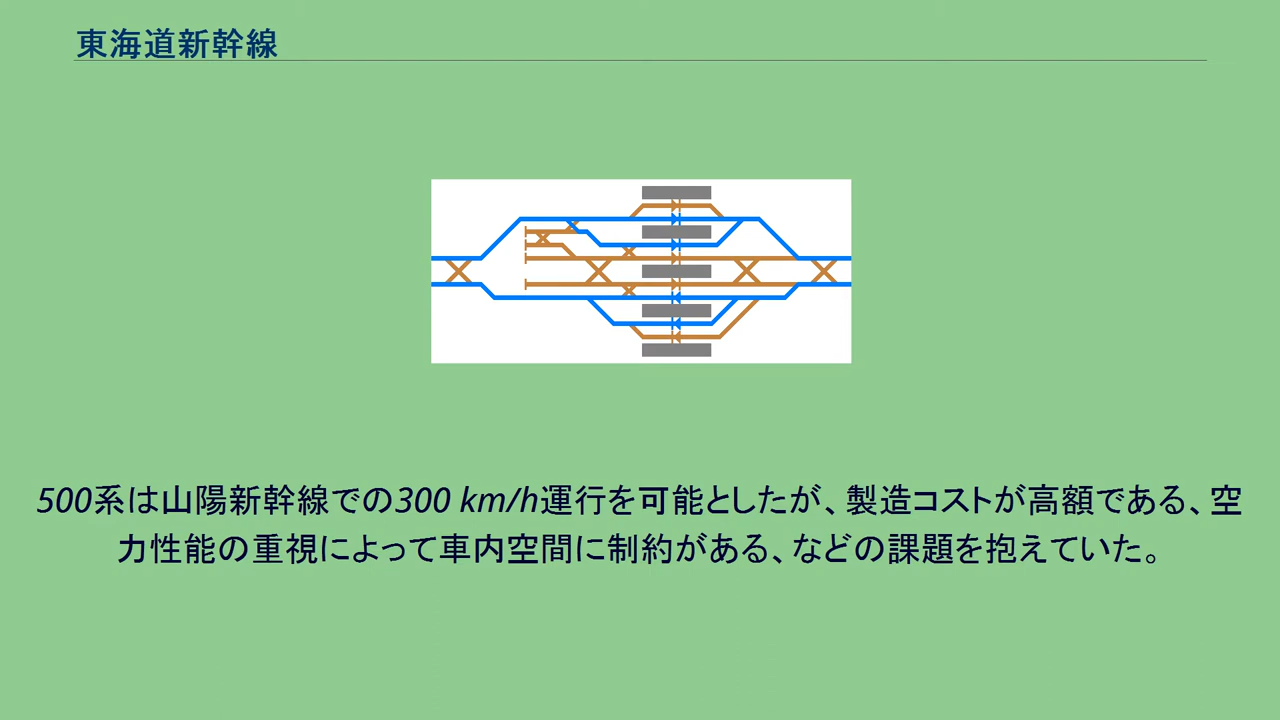 東海道新幹線
500系は山陽新幹線での300 km/h運行を可能としたが、製造コストが高額である、空
力性能の重視によって車内空間に制約がある、などの課題を抱えていた。